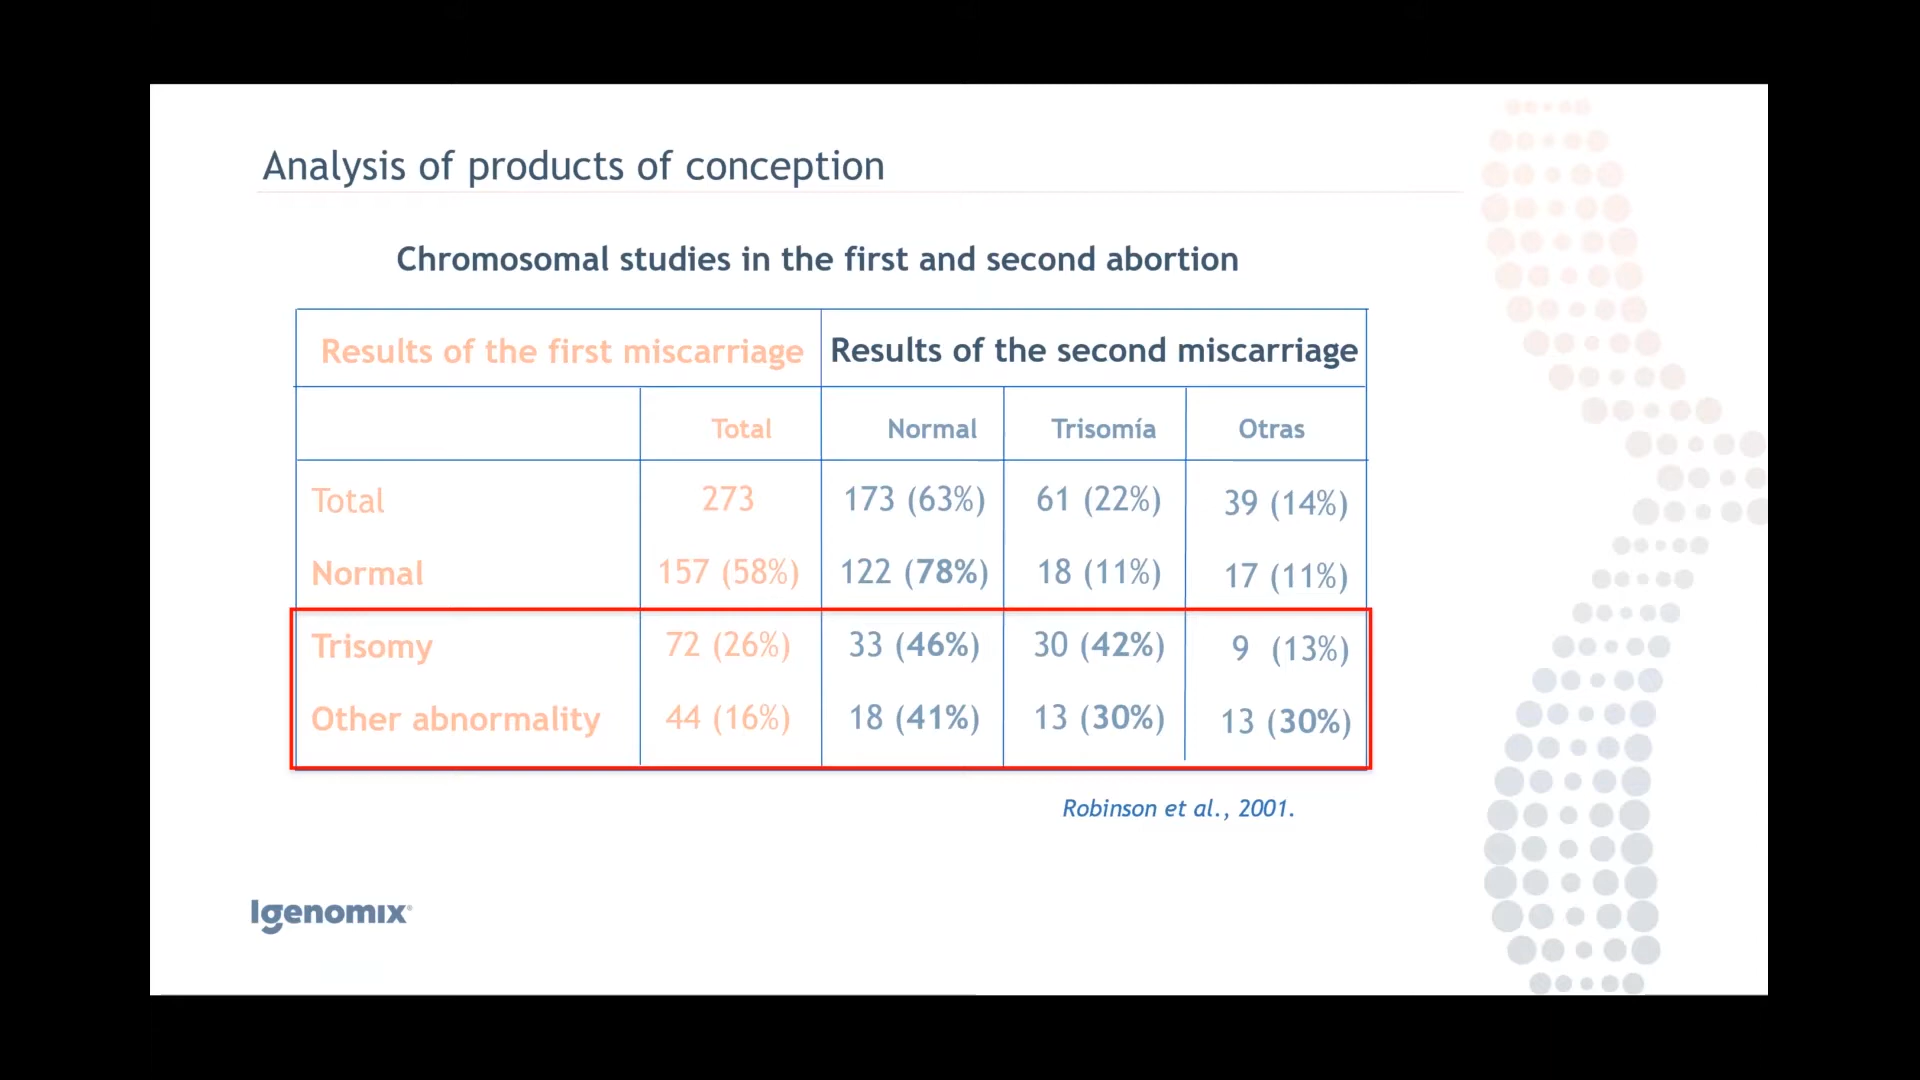 Analysis of products of conception
Chromosomal studies in the first and second abortion
Results of the first miscarriage Results of the second miscarriage
Total Normal Trisomía Otras
Total 273 173 (63%) 61 (22%) 39 (14%)
Normal 157 (58%) 122 (78%) 18 (11%) 17 (11%)
Trisomy 72 (26%) 33 (46%) 30 (42%) 9 (13%)
Other abnormality 44 (16%) 18 (41%) 13 (30%) 13 (30%)
Robinson et al., 2001.
Igenomix®